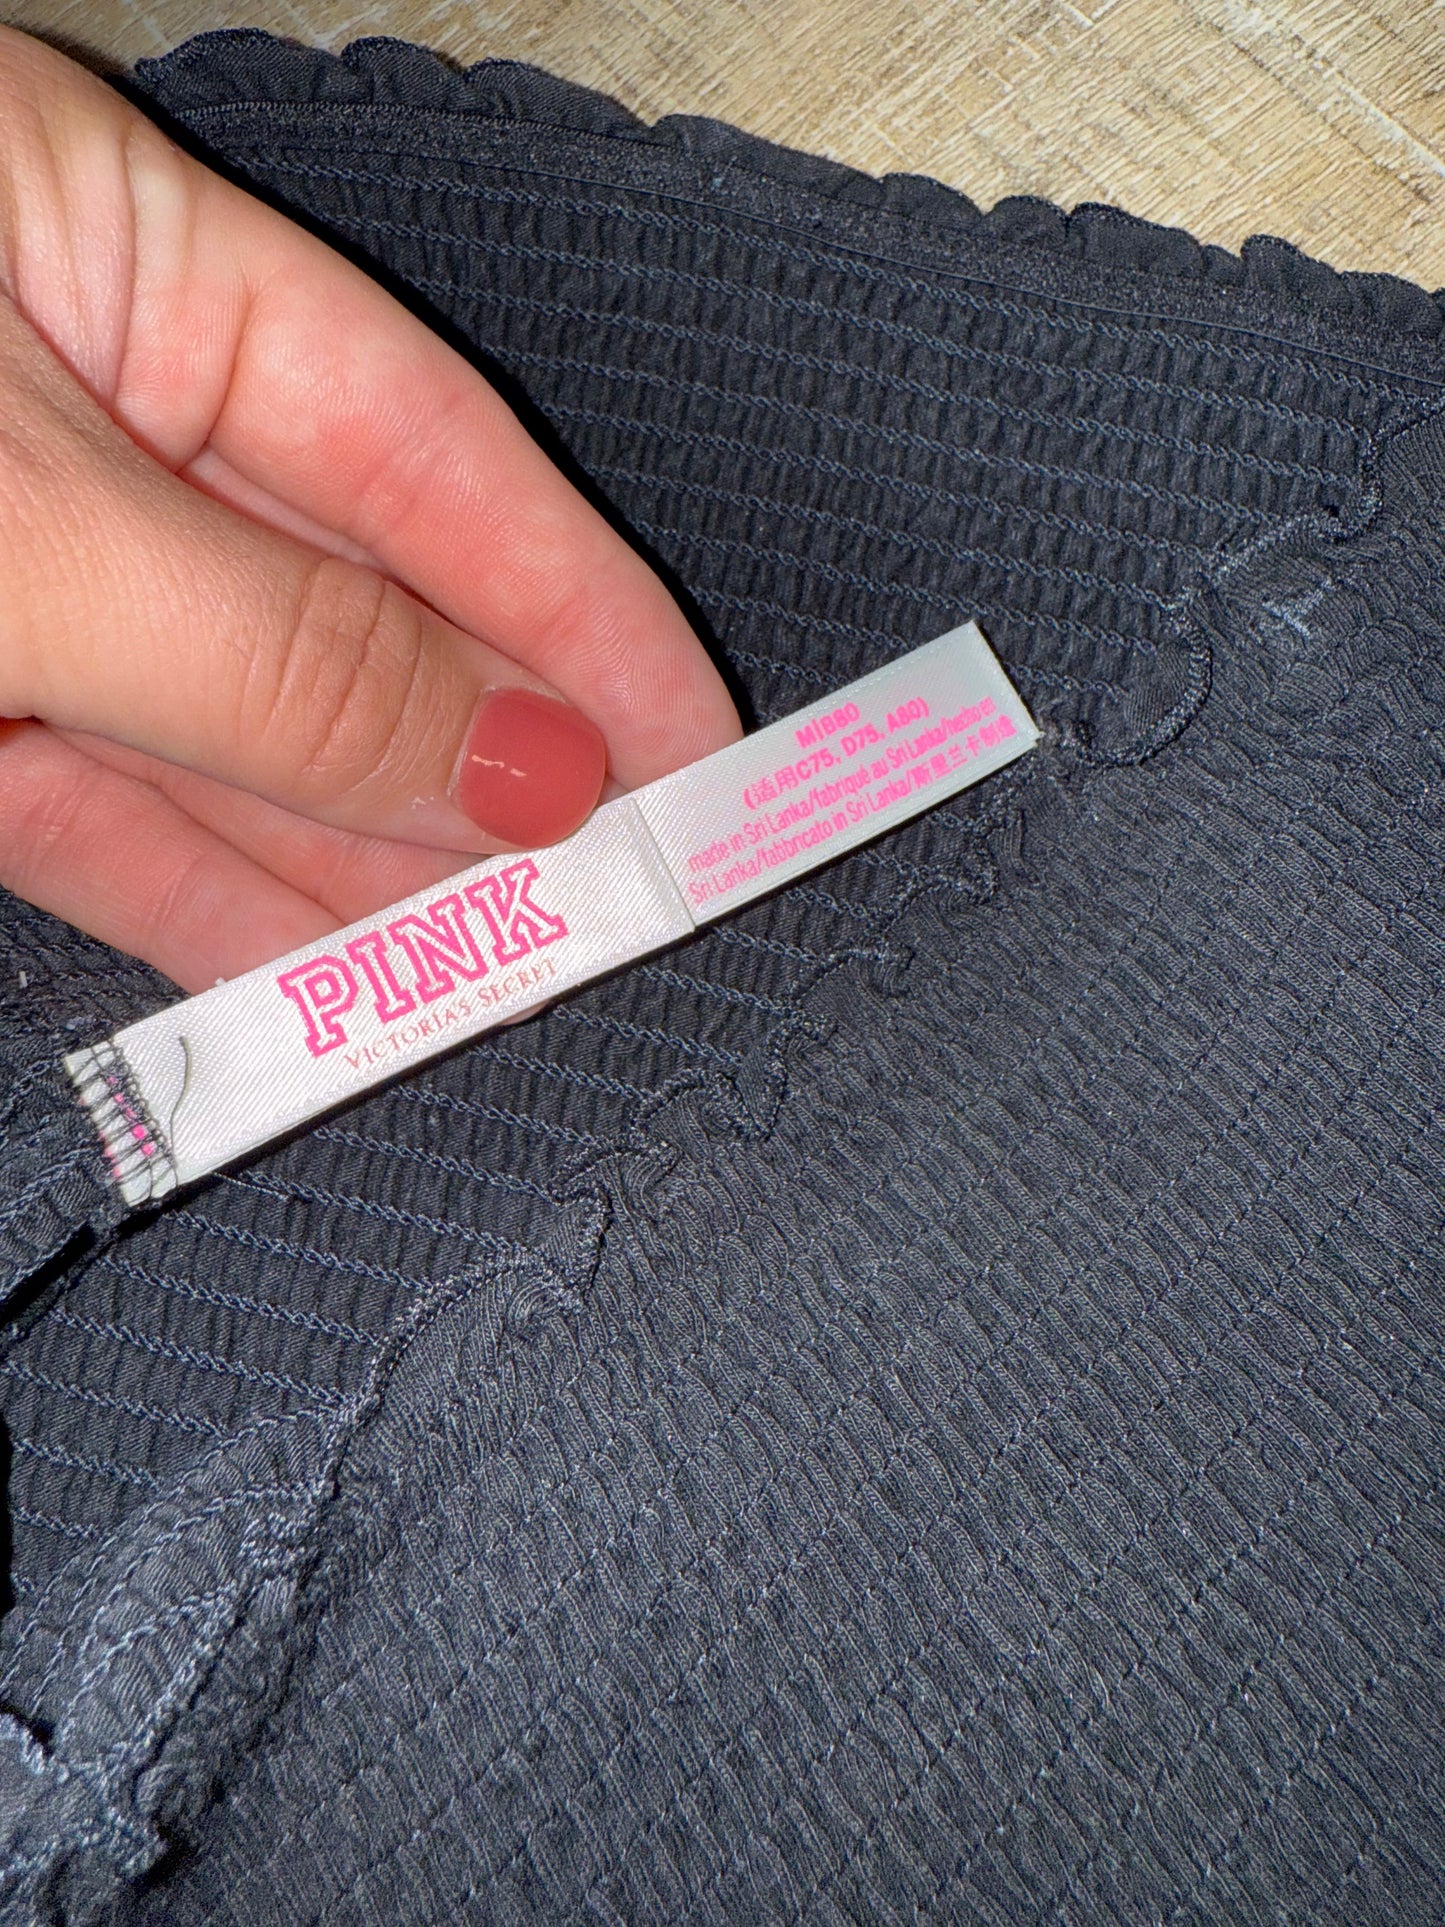 PINK
VICTORIA'S SECRET
M|B80
(适用C75, D75, A80)
made in Sri Lanka/fabriqué au Sri Lanka/hecho en
Sri Lanka/fabbricato in Sri Lanka/斯里兰卡制造